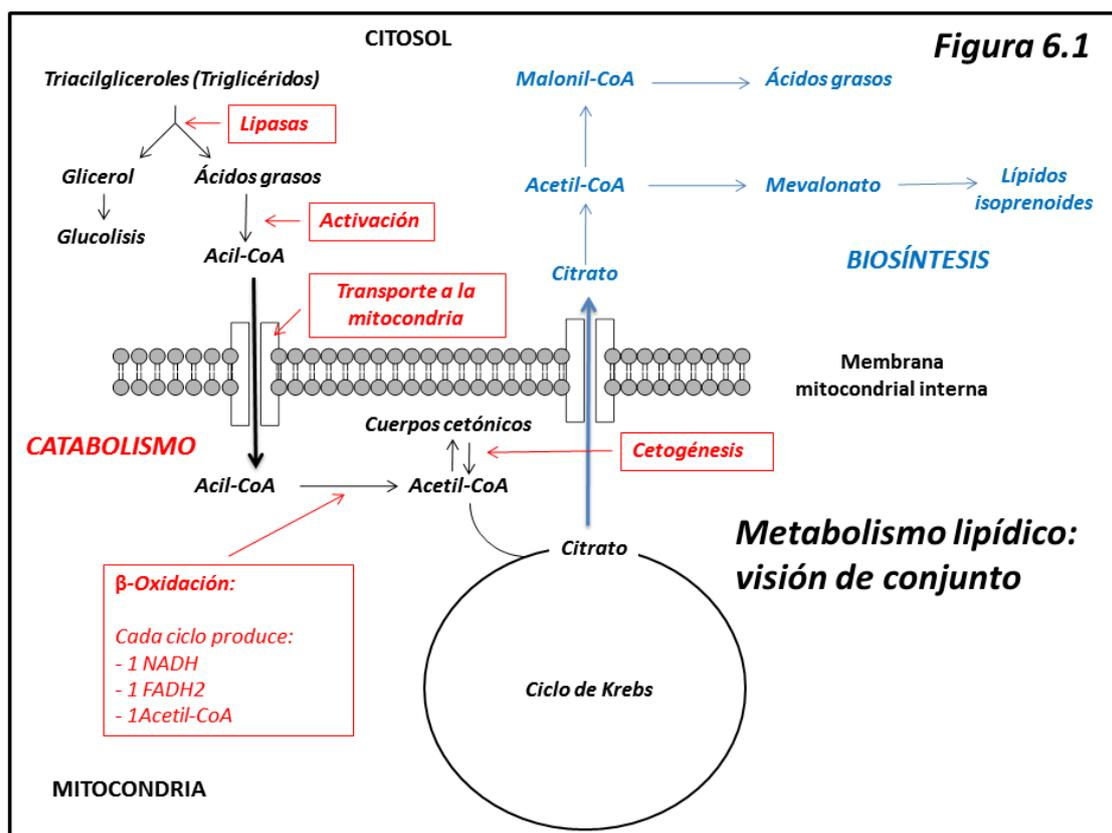 CITOSOL
Figura 6.1
Triacilgliceroles (Triglicéridos)
Lipasas
Glicerol
Ácidos grasos
Glucolisis
Activación
Acil-CoA
Transporte a la
mitocondria
Malonil-CoA
Ácidos grasos
Acetil-CoA
Mevalonato
Lípidos
isoprenoides
Citrato
BIOSÍNTESIS
Membrana
mitocondrial interna
CATABOLISMO
Cuerpos cetónicos
Cetogénesis
Acil-CoA
Acetil-CoA
Citrato
Metabolismo lipídico:
visión de conjunto
β-Oxidación:
Cada ciclo produce:
- 1 NADH
- 1 FADH2
- 1Acetil-CoA
Ciclo de Krebs
MITOCONDRIA